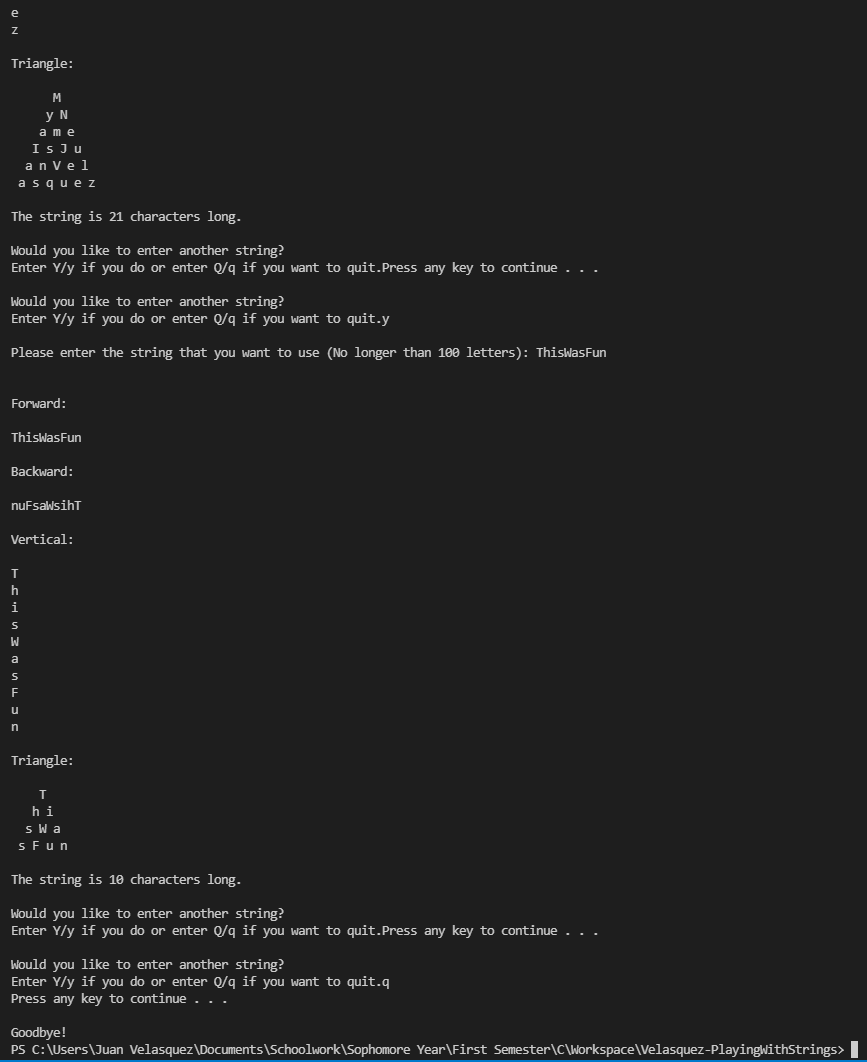 e
z
Triangle:
M
y N
a m e
I s J u
a n V e l
a s q u e z
The string is 21 characters long.
Would you like to enter another string?
Enter Y/y if you do or enter Q/q if you want to quit.Press any key to continue . . .
Would you like to enter another string?
Enter Y/y if you do or enter Q/q if you want to quit.y
Please enter the string that you want to use (No longer than 100 letters): ThisWasFun
Forward:
ThisWasFun
Backward:
nuFsaWsihT
Vertical:
T
h
i
s
W
a
s
F
u
n
Triangle:
T
h i
s W a
s F u n
The string is 10 characters long.
Would you like to enter another string?
Enter Y/y if you do or enter Q/q if you want to quit.Press any key to continue . . .
Would you like to enter another string?
Enter Y/y if you do or enter Q/q if you want to quit.q
Press any key to continue . . .
Goodbye!
PS C:\Users\Juan Velasquez\Documents\Schoolwork\Sophomore Year\First Semester\C\Workspace\Velasquez-PlayingWithStrings>